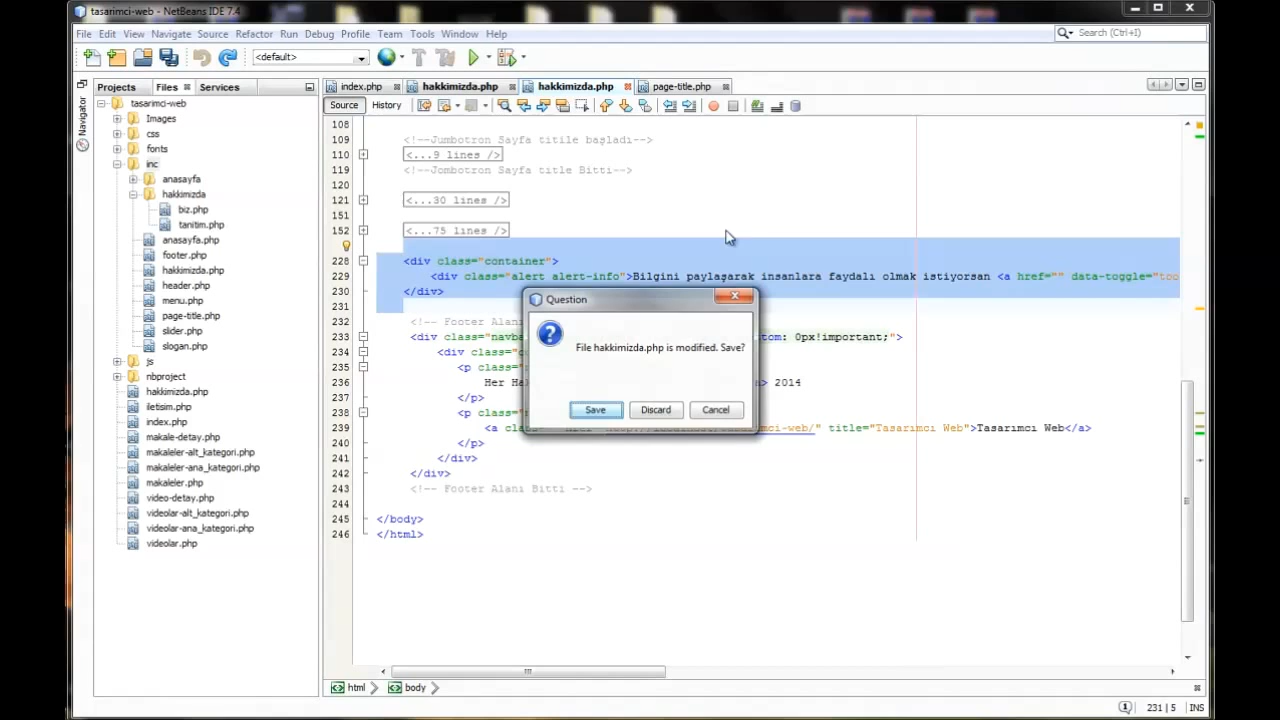 tasarimci-web - NetBeans IDE 7.4
File Edit View Navigate Source Refactor Run Debug Profile Team Tools Window Help
Search (Ctrl+I)
<default>
Projects Files Services
index.php hakkimizda.php hakkimizda.php page-title.php
Source History
Navigator
tasarimci-web
Images
css
fonts
inc
anasayfa
hakkimizda
biz.php
tanitim.php
anasayfa.php
footer.php
hakkimizda.php
header.php
menu.php
page-title.php
slider.php
slogan.php
js
nbproject
hakkimizda.php
iletisim.php
index.php
makale-detay.php
makaleler-alt_kategori.php
makaleler-ana_kategori.php
makaleler.php
video-detay.php
videolar-alt_kategori.php
videolar-ana_kategori.php
videolar.php
108
109 <!--Jumbotron Sayfa titile başladı-->
110 <...9 lines />
119 <!--Jombotron Sayfa title Bitti-->
120
121 <...30 lines />
151
152 <...75 lines />
228 <div class="container">
229 <div class="alert alert-info">Bilgini paylaşarak insanlara faydalı olmak istiyorsan <a href="" data-toggle="too
230 </div>
231
232 <!-- Footer Alanı
233 <div class="navba tom: 0px!important;">
234 <div class="c
235 <p class=
236 Her Ha > 2014
237 </p>
238 <p class=
239 <a cla mci-web/" title="Tasarımcı Web">Tasarımcı Web</a>
240 </p>
241 </div>
242 </div>
243 <!-- Footer Alanı Bitti -->
244
245 </body>
246 </html>
Question
File hakkimizda.php is modified. Save?
Save Discard Cancel
html body
231 | 5 INS